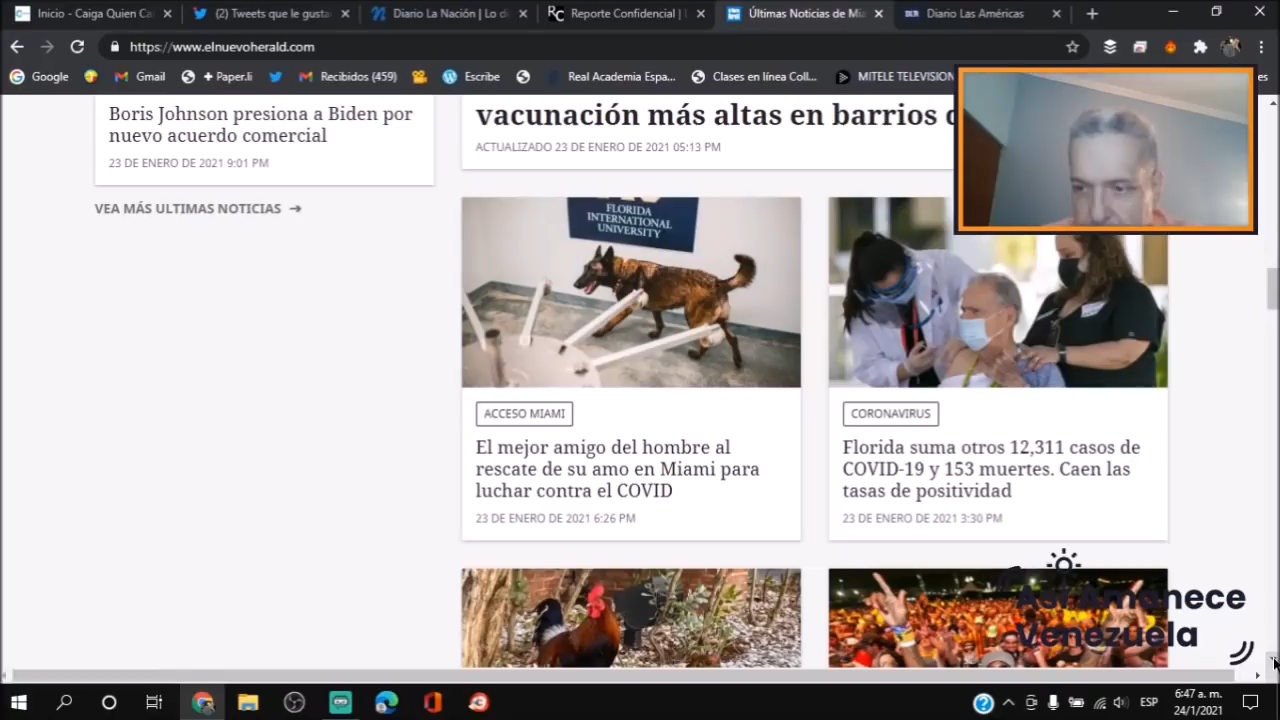 Inicio - Caiga Quien Ca
(2) Tweets que le gusta
Diario La Nación | Lo di
Reporte Confidencial | L
Últimas Noticias de Mia
Diario Las Américas
https://www.elnuevoherald.com
Google
Gmail
+ Paper.li
Recibidos (459)
Escribe
Real Academia Espa...
Clases en línea Coll...
MITELE TELEVISION
Boris Johnson presiona a Biden por
nuevo acuerdo comercial
23 DE ENERO DE 2021 9:01 PM
VEA MÁS ULTIMAS NOTICIAS →
vacunación más altas en barrios
ACTUALIZADO 23 DE ENERO DE 2021 05:13 PM
FLORIDA
INTERNATIONAL
UNIVERSITY
ACCESO MIAMI
El mejor amigo del hombre al
rescate de su amo en Miami para
luchar contra el COVID
23 DE ENERO DE 2021 6:26 PM
CORONAVIRUS
Florida suma otros 12,311 casos de
COVID-19 y 153 muertes. Caen las
tasas de positividad
23 DE ENERO DE 2021 3:30 PM
Así Amanece
Venezuela
ESP
6:47 a. m.
24/1/2021